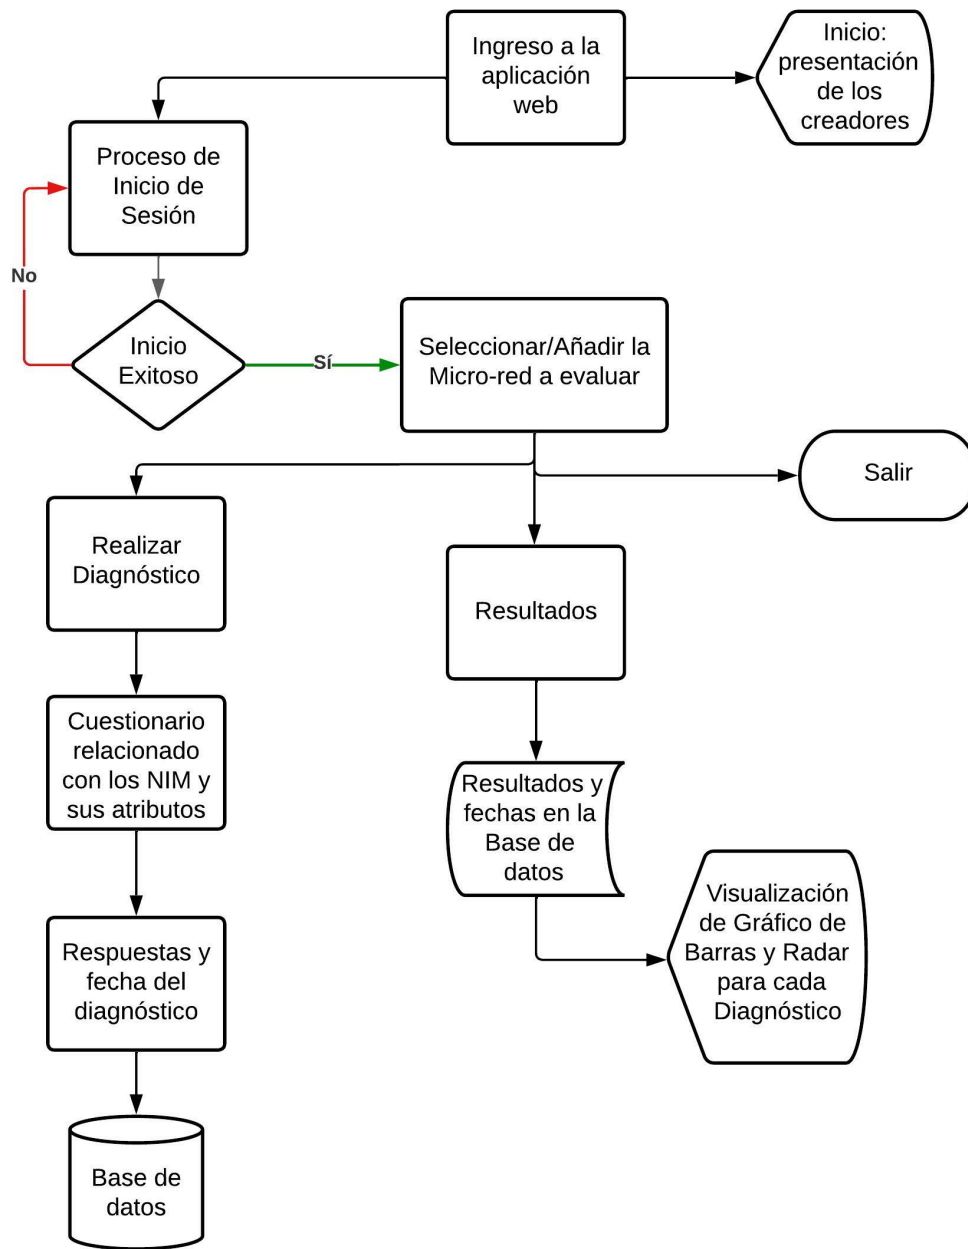 Ingreso a la
aplicación
web
Inicio:
presentación
de los
creadores
Proceso de
Inicio de
Sesión
No
Inicio
Exitoso
Sí
Seleccionar/Añadir la
Micro-red a evaluar
Salir
Realizar
Diagnóstico
Resultados
Cuestionario
relacionado
con los NIM y
sus atributos
Resultados y
fechas en la
Base de
datos
Visualización
de Gráfico de
Barras y Radar
para cada
Diagnóstico
Respuestas y
fecha del
diagnóstico
Base de
datos